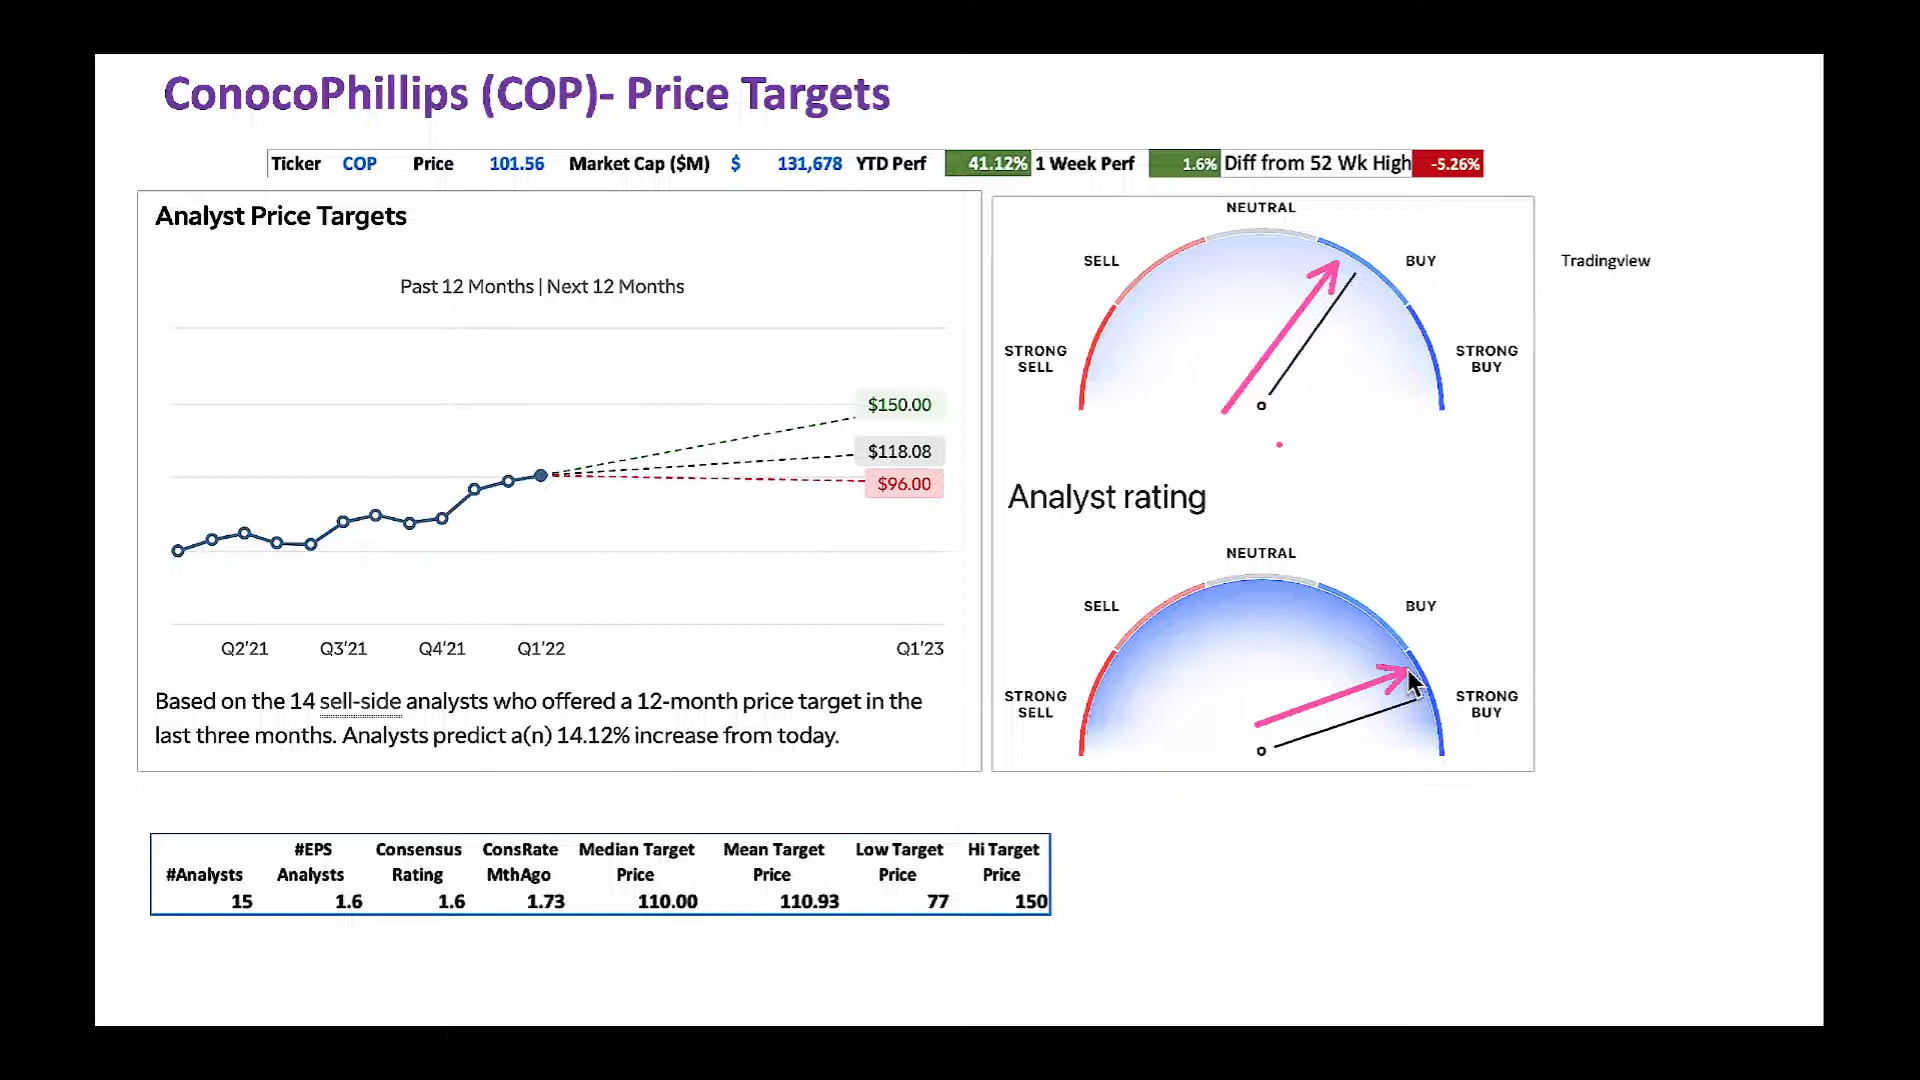 ConocoPhillips (COP)- Price Targets
Ticker COP Price 101.56 Market Cap ($M) $ 131,678 YTD Perf 41.12% 1 Week Perf 1.6% Diff from 52 Wk High -5.26%
Analyst Price Targets
Past 12 Months | Next 12 Months
$150.00
$118.08
$96.00
Q2'21 Q3'21 Q4'21 Q1'22 Q1'23
Based on the 14 sell-side analysts who offered a 12-month price target in the
last three months. Analysts predict a(n) 14.12% increase from today.
NEUTRAL
SELL BUY
STRONG
SELL
STRONG
BUY
Tradingview
Analyst rating
NEUTRAL
SELL BUY
STRONG
SELL
STRONG
BUY
#EPS Consensus ConsRate Median Target Mean Target Low Target Hi Target
#Analysts Analysts Rating MthAgo Price Price Price Price
15 1.6 1.6 1.73 110.00 110.93 77 150